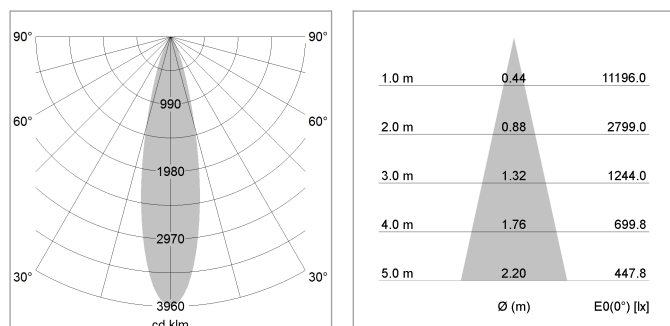 90° 90°
990
60° 60°
1980
2970
30° 30°
3960
cd klm
1.0 m 0.44 11196.0
2.0 m 0.88 2799.0
3.0 m 1.32 1244.0
4.0 m 1.76 699.8
5.0 m 2.20 447.8
Ø (m) E0(0°) [lx]